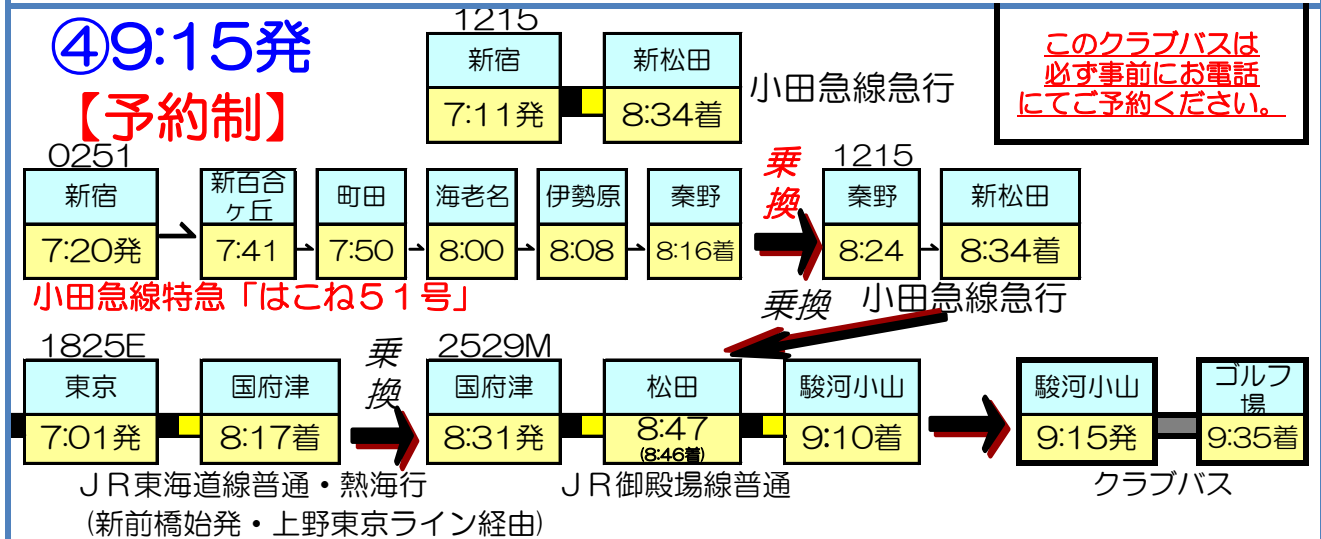 ④9:15発
【予約制】
1215
新宿
新松田
7:11発
8:34着
小田急線急行
このクラブバスは
必ず事前にお電話
にてご予約ください。
0251
新宿
新百合
ヶ丘
町田
海老名
伊勢原
秦野
7:20発
7:41
7:50
8:00
8:08
8:16着
乗
換
1215
秦野
新松田
8:24
8:34着
小田急線特急「はこね51号」
乗換
小田急線急行
1825E
東京
国府津
7:01発
8:17着
乗
換
2529M
国府津
松田
駿河小山
8:31発
8:47
(8:46着)
9:10着
駿河小山
ゴルフ
場
9:15発
9:35着
JR東海道線普通・熱海行
(新前橋始発・上野東京ライン経由)
JR御殿場線普通
クラブバス